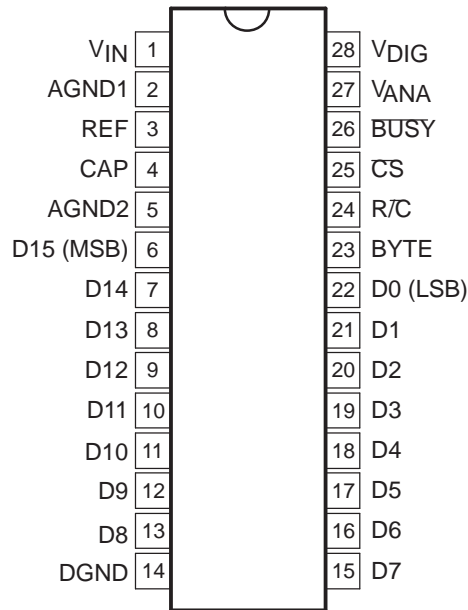 VIN 1 28 VDIG
AGND1 2 27 VANA
REF 3 26 B̅U̅S̅Y̅
CAP 4 25 C̅S̅
AGND2 5 24 R/C̅
D15 (MSB) 6 23 BYTE
D14 7 22 D0 (LSB)
D13 8 21 D1
D12 9 20 D2
D11 10 19 D3
D10 11 18 D4
D9 12 17 D5
D8 13 16 D6
DGND 14 15 D7